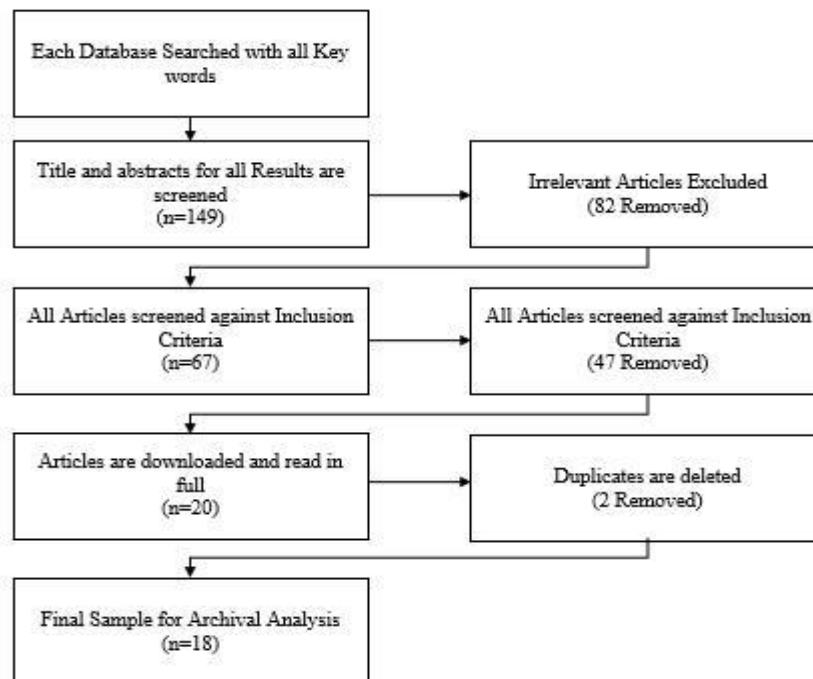 Each Database Searched with all Key
words
Title and abstracts for all Results are
screened
(n=149)
Irrelevant Articles Excluded
(82 Removed)
All Articles screened against Inclusion
Criteria
(n=67)
All Articles screened against Inclusion
Criteria
(47 Removed)
Articles are downloaded and read in
full
(n=20)
Duplicates are deleted
(2 Removed)
Final Sample for Archival Analysis
(n=18)